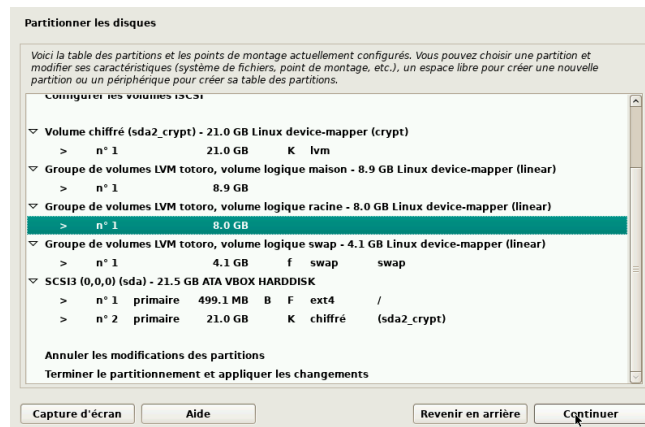 Partitionner les disques
Voici la table des partitions et les points de montage actuellement configurés. Vous pouvez choisir une partition et
modifier ses caractéristiques (système de fichiers, point de montage, etc.), un espace libre pour créer une nouvelle
partition ou un périphérique pour créer sa table des partitions.
Configurer les volumes iSCSI
Volume chiffré (sda2_crypt) - 21.0 GB Linux device-mapper (crypt)
> n° 1 21.0 GB K lvm
Groupe de volumes LVM totoro, volume logique maison - 8.9 GB Linux device-mapper (linear)
> n° 1 8.9 GB
Groupe de volumes LVM totoro, volume logique racine - 8.0 GB Linux device-mapper (linear)
> n° 1 8.0 GB
Groupe de volumes LVM totoro, volume logique swap - 4.1 GB Linux device-mapper (linear)
> n° 1 4.1 GB f swap swap
SCSI3 (0,0,0) (sda) - 21.5 GB ATA VBOX HARDDISK
> n° 1 primaire 499.1 MB B F ext4 /
> n° 2 primaire 21.0 GB K chiffré (sda2_crypt)
Annuler les modifications des partitions
Terminer le partitionnement et appliquer les changements
Capture d'écran Aide Revenir en arrière Continuer